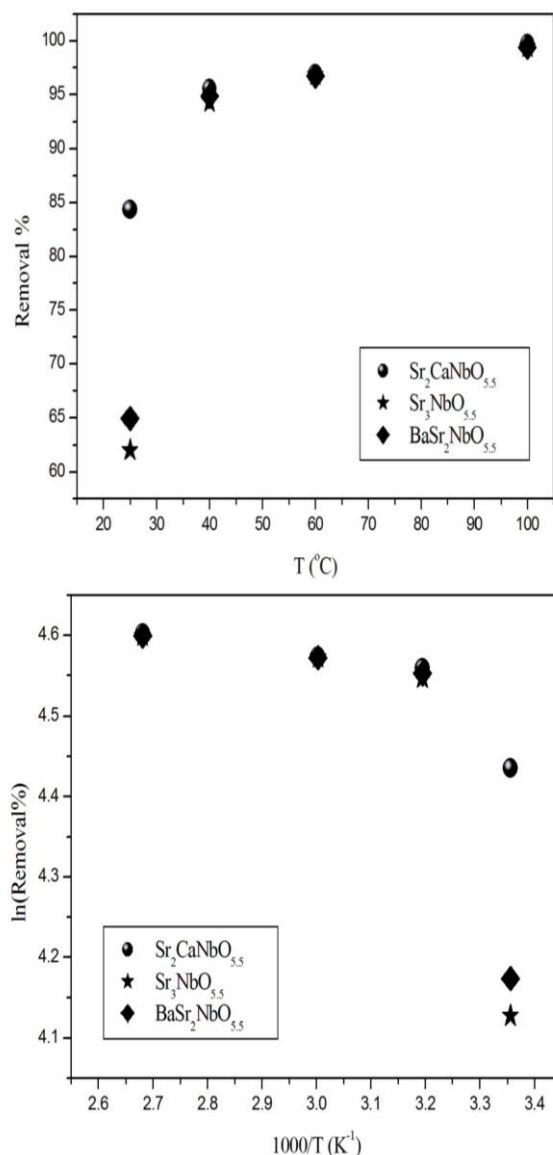 100
95
90
85
80
75
70
65
60
Removal %
Sr₂CaNbO₅.₅
Sr₃NbO₅.₅
BaSr₂NbO₅.₅
20 30 40 50 60 70 80 90 100
T (°C)
4.6
4.5
4.4
4.3
4.2
4.1
ln(Removal%)
Sr₂CaNbO₅.₅
Sr₃NbO₅.₅
BaSr₂NbO₅.₅
2.6 2.7 2.8 2.9 3.0 3.1 3.2 3.3 3.4
1000/T (K⁻¹)